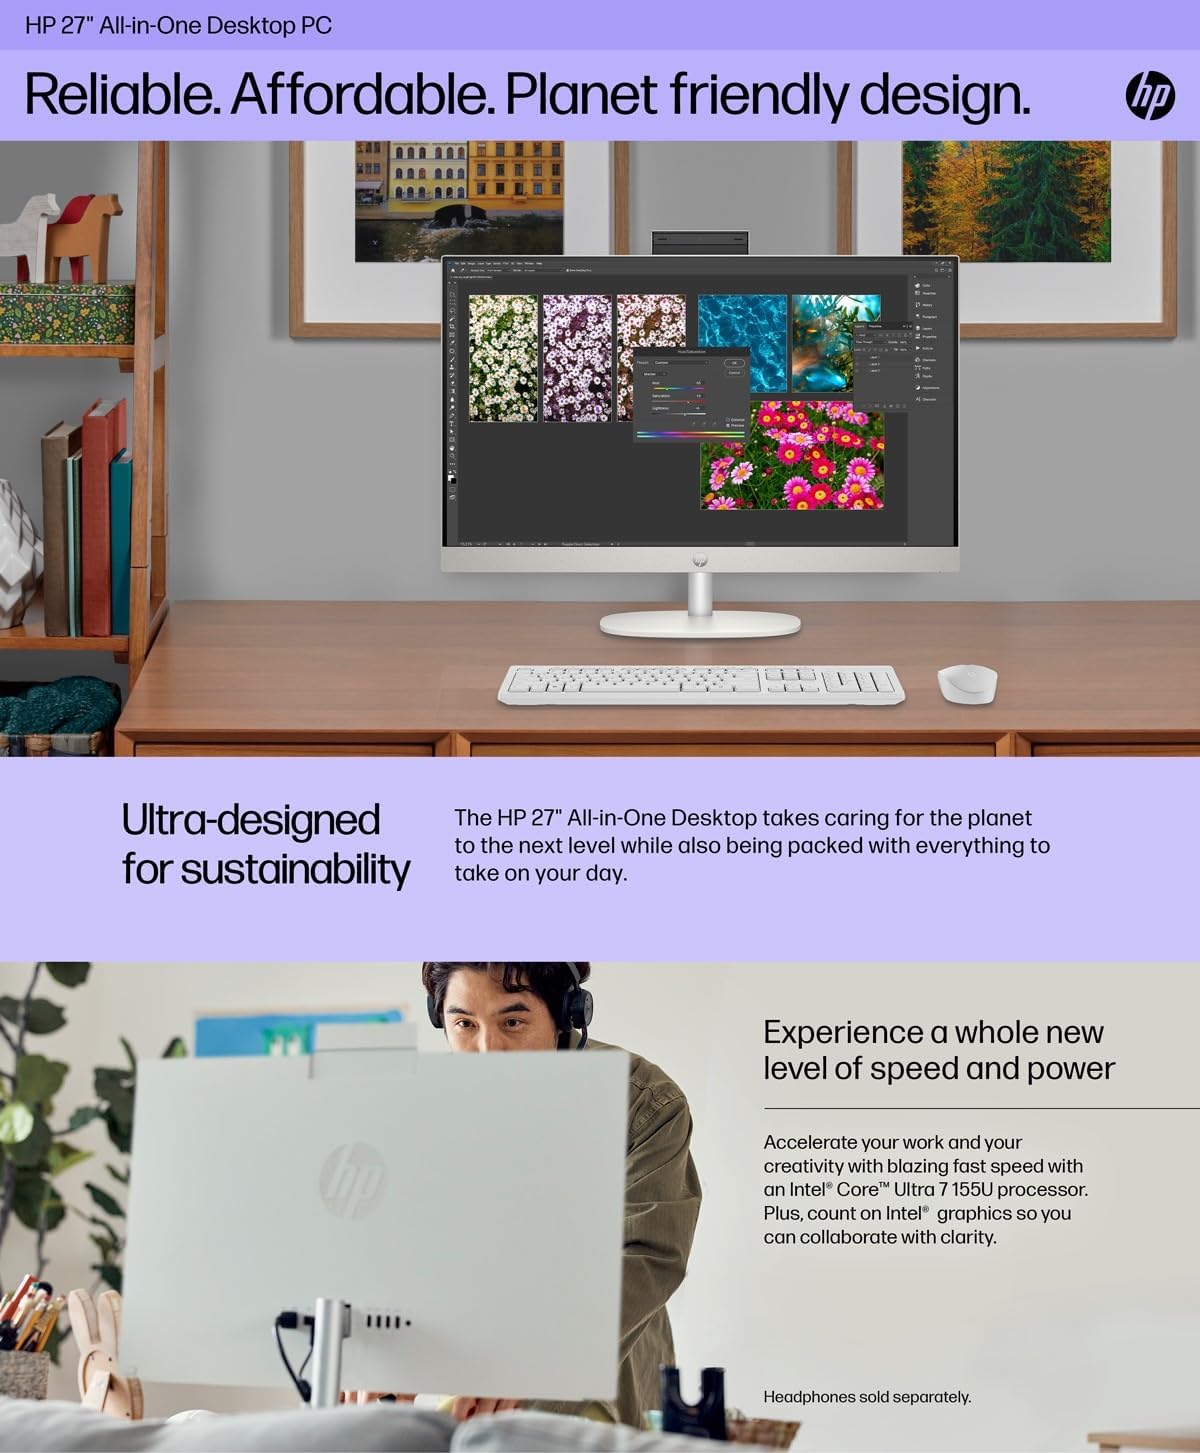 HP 27" All-in-One Desktop PC
Reliable. Affordable. Planet friendly design.
hp
Hue/Saturation
hp
Ultra-designed
for sustainability
The HP 27" All-in-One Desktop takes caring for the planet
to the next level while also being packed with everything to
take on your day.
hp
Experience a whole new
level of speed and power
Accelerate your work and your
creativity with blazing fast speed with
an Intel® Core™ Ultra 7 155U processor.
Plus, count on Intel® graphics so you
can collaborate with clarity.
Headphones sold separately.